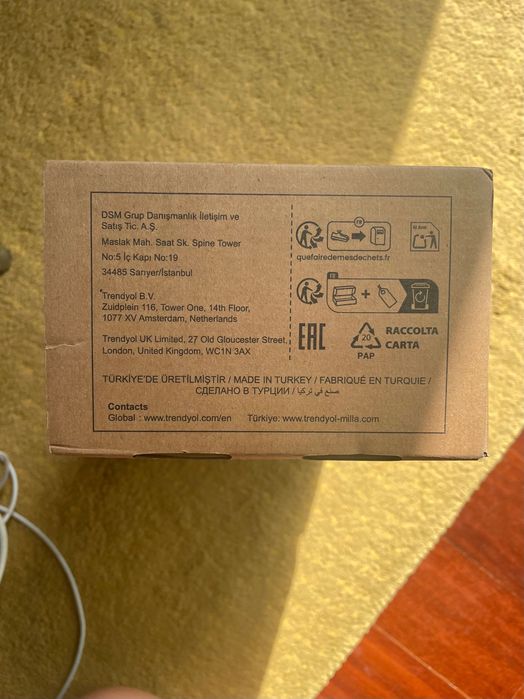 DSM Grup Danışmanlık İletişim ve
Satış Tic. A.Ş.
Maslak Mah. Saat Sk. Spine Tower
No:5 İç Kapı No:19
34485 Sarıyer/İstanbul
Trendyol B.V.
Zuidplein 116, Tower One, 14th Floor,
1077 XV Amsterdam, Netherlands
Trendyol UK Limited, 27 Old Gloucester Street,
London, United Kingdom, WC1N 3AX
FR
quefairedemesdechets.fr
FR
EAC
20
PAP
RACCOLTA
CARTA
TÜRKİYE'DE ÜRETİLMİŞTİR / MADE IN TURKEY / FABRIQUÉ EN TURQUIE /
СДЕЛАНО В ТУРЦИИ / صنع في تركيا
Contacts
Global : www.trendyol.com/en Türkiye: www.trendyol-milla.com